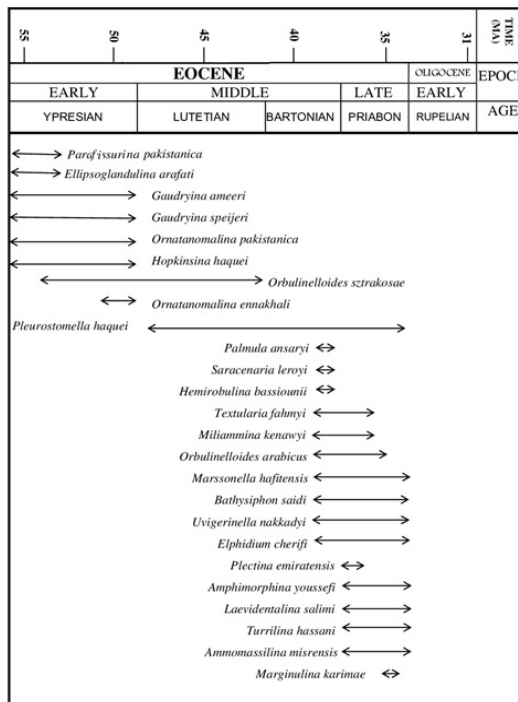 55 50 45 40 35 31 TIME (MA)
EOCENE OLIGOCENE EPOCH
EARLY MIDDLE LATE EARLY
YPRESIAN LUTETIAN BARTONIAN PRIABON RUPELIAN AGE
Parafissurina pakistanica
Ellipsoglandulina arafati
Gaudryina ameeri
Gaudryina speijeri
Ornatanomalina pakistanica
Hopkinsina haquei
Orbulinelloides sztrakosae
Ornatanomalina ennakhali
Pleurostomella haquei
Palmula ansaryi
Saracenaria leroyi
Hemirobulina bassiounii
Textularia fahmyi
Miliammina kenawyi
Orbulinelloides arabicus
Marssonella hafitensis
Bathysiphon saidi
Uvigerinella nakkadyi
Elphidium cherifi
Plectina emiratensis
Amphimorphina youssefi
Laevidentalina salimi
Turrilina hassani
Ammomassilina misrensis
Marginulina karimae